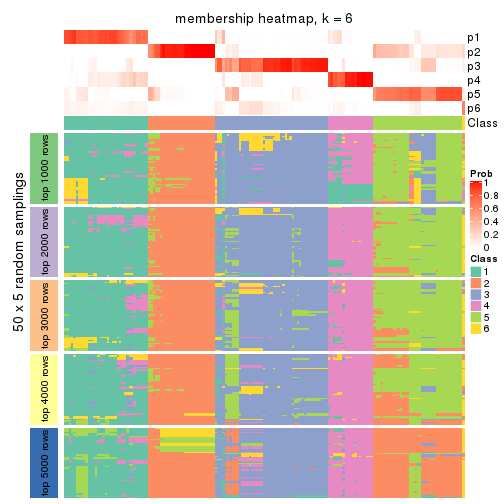 membership heatmap, k = 6
p1
p2
p3
p4
p5
p6
Class
50 x 5 random samplings
top 1000 rows
top 2000 rows
top 3000 rows
top 4000 rows
top 5000 rows
Prob
1
0.8
0.6
0.4
0.2
0
Class
1
2
3
4
5
6